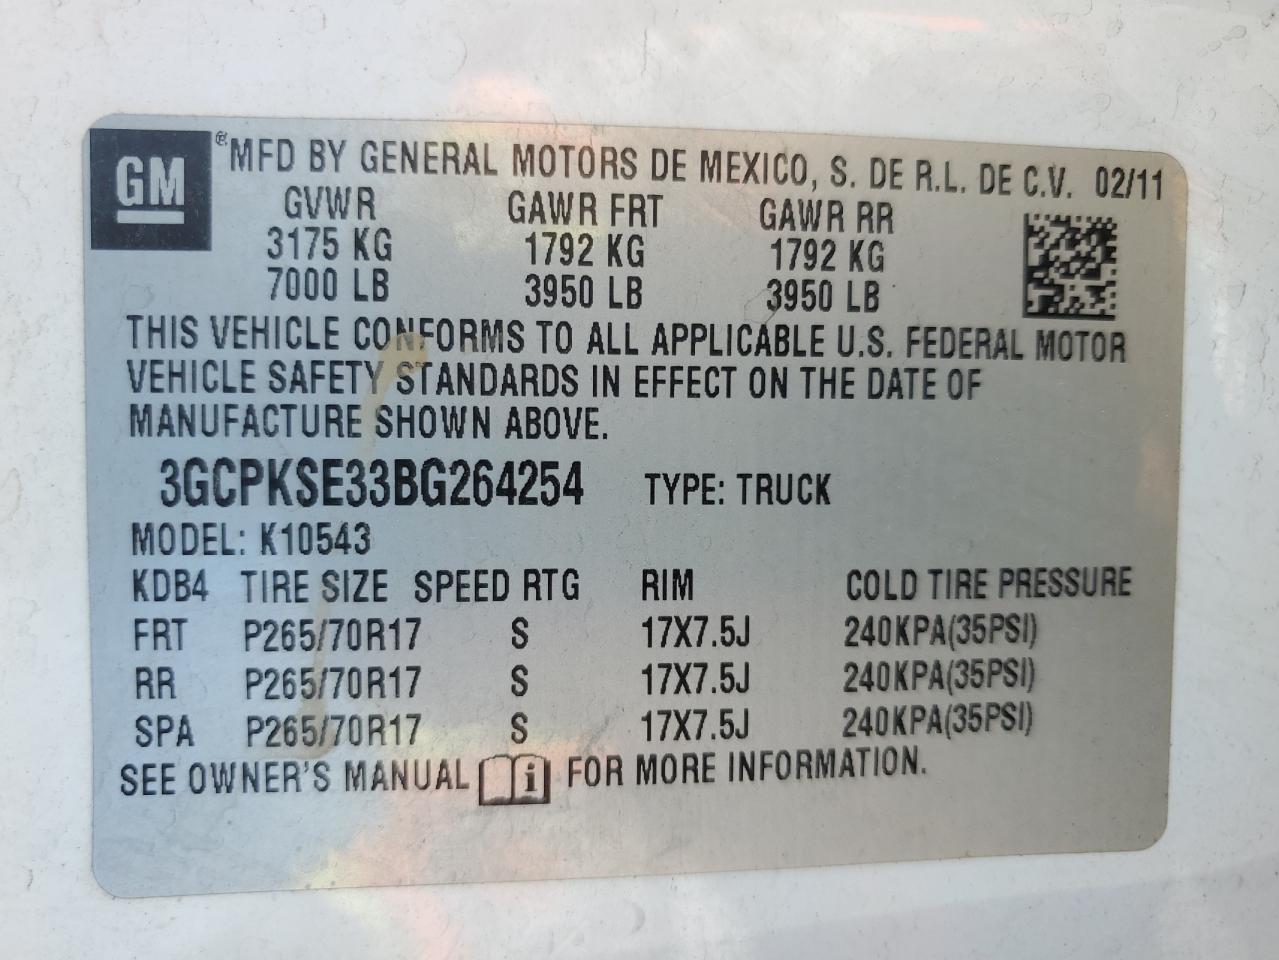 GM
® MFD BY GENERAL MOTORS DE MEXICO, S. DE R.L. DE C.V. 02/11
GVWR GAWR FRT GAWR RR
3175 KG 1792 KG 1792 KG
7000 LB 3950 LB 3950 LB
THIS VEHICLE CONFORMS TO ALL APPLICABLE U.S. FEDERAL MOTOR
VEHICLE SAFETY STANDARDS IN EFFECT ON THE DATE OF
MANUFACTURE SHOWN ABOVE.
3GCPKSE33BG264254 TYPE: TRUCK
MODEL: K10543
KDB4 TIRE SIZE SPEED RTG RIM COLD TIRE PRESSURE
FRT P265/70R17 S 17X7.5J 240KPA(35PSI)
RR P265/70R17 S 17X7.5J 240KPA(35PSI)
SPA P265/70R17 S 17X7.5J 240KPA(35PSI)
SEE OWNER'S MANUAL i FOR MORE INFORMATION.